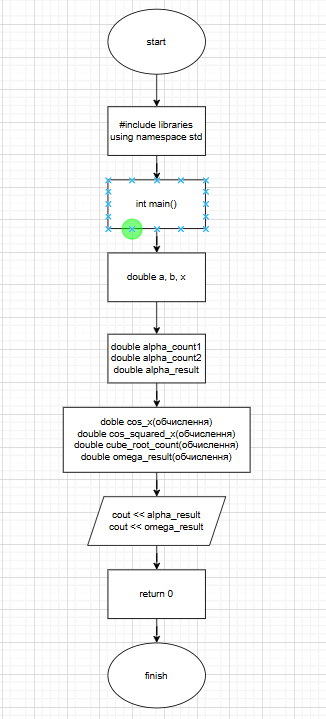 start
#include libraries
using namespace std
int main()
double a, b, x
double alpha_count1
double alpha_count2
double alpha_result
doble cos_x(обчислення)
double cos_squared_x(обчислення)
double cube_root_count(обчислення)
double omega_result(обчислення)
cout << alpha_result
cout << omega_result
return 0
finish